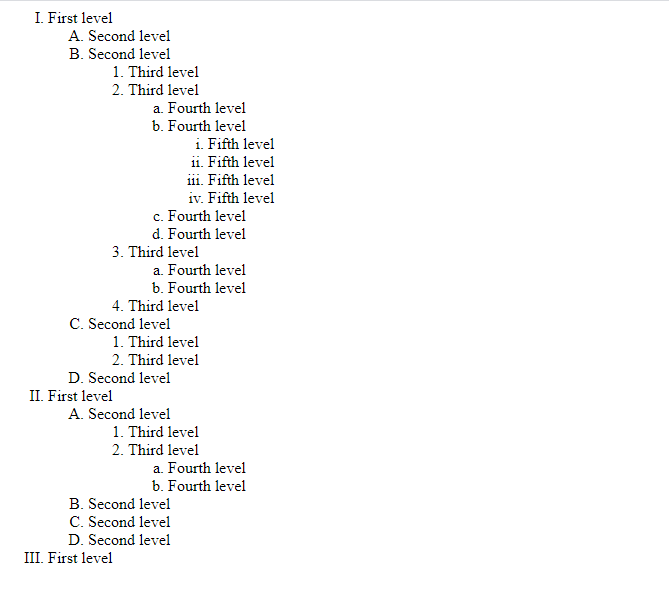 I. First level
A. Second level
B. Second level
1. Third level
2. Third level
a. Fourth level
b. Fourth level
i. Fifth level
ii. Fifth level
iii. Fifth level
iv. Fifth level
c. Fourth level
d. Fourth level
3. Third level
a. Fourth level
b. Fourth level
4. Third level
C. Second level
1. Third level
2. Third level
D. Second level
II. First level
A. Second level
1. Third level
2. Third level
a. Fourth level
b. Fourth level
B. Second level
C. Second level
D. Second level
III. First level